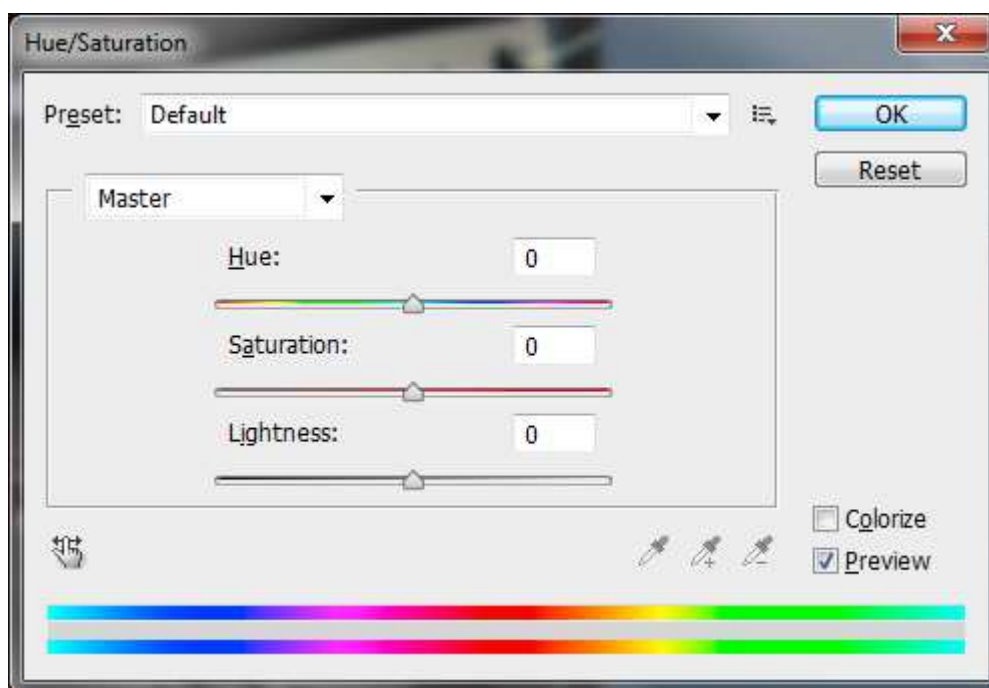 Hue/Saturation
Preset: Default
OK
Reset
Master
Hue: 0
Saturation: 0
Lightness: 0
Colorize
Preview